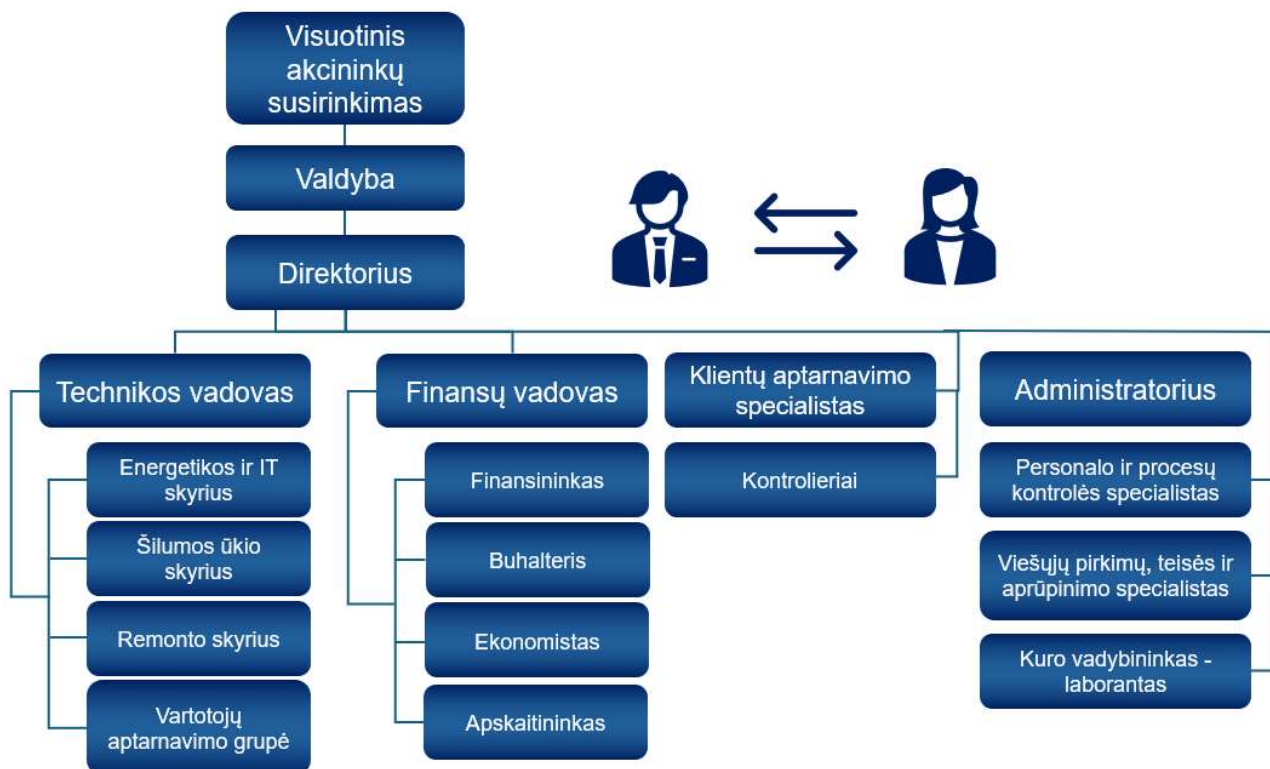 Visuotinis
akcininkų
susirinkimas
Valdyba
Direktorius
Technikos vadovas
Energetikos ir IT
skyrius
Šilumos ūkio
skyrius
Remonto skyrius
Vartotojų
aptarnavimo grupė
Finansų vadovas
Finansininkas
Buhalteris
Ekonomistas
Apskaitininkas
Klientų aptarnavimo
specialistas
Kontrolieriai
Administratorius
Personalo ir procesų
kontrolės specialistas
Viešųjų pirkimų, teisės ir
aprūpinimo specialistas
Kuro vadybininkas -
laborantas